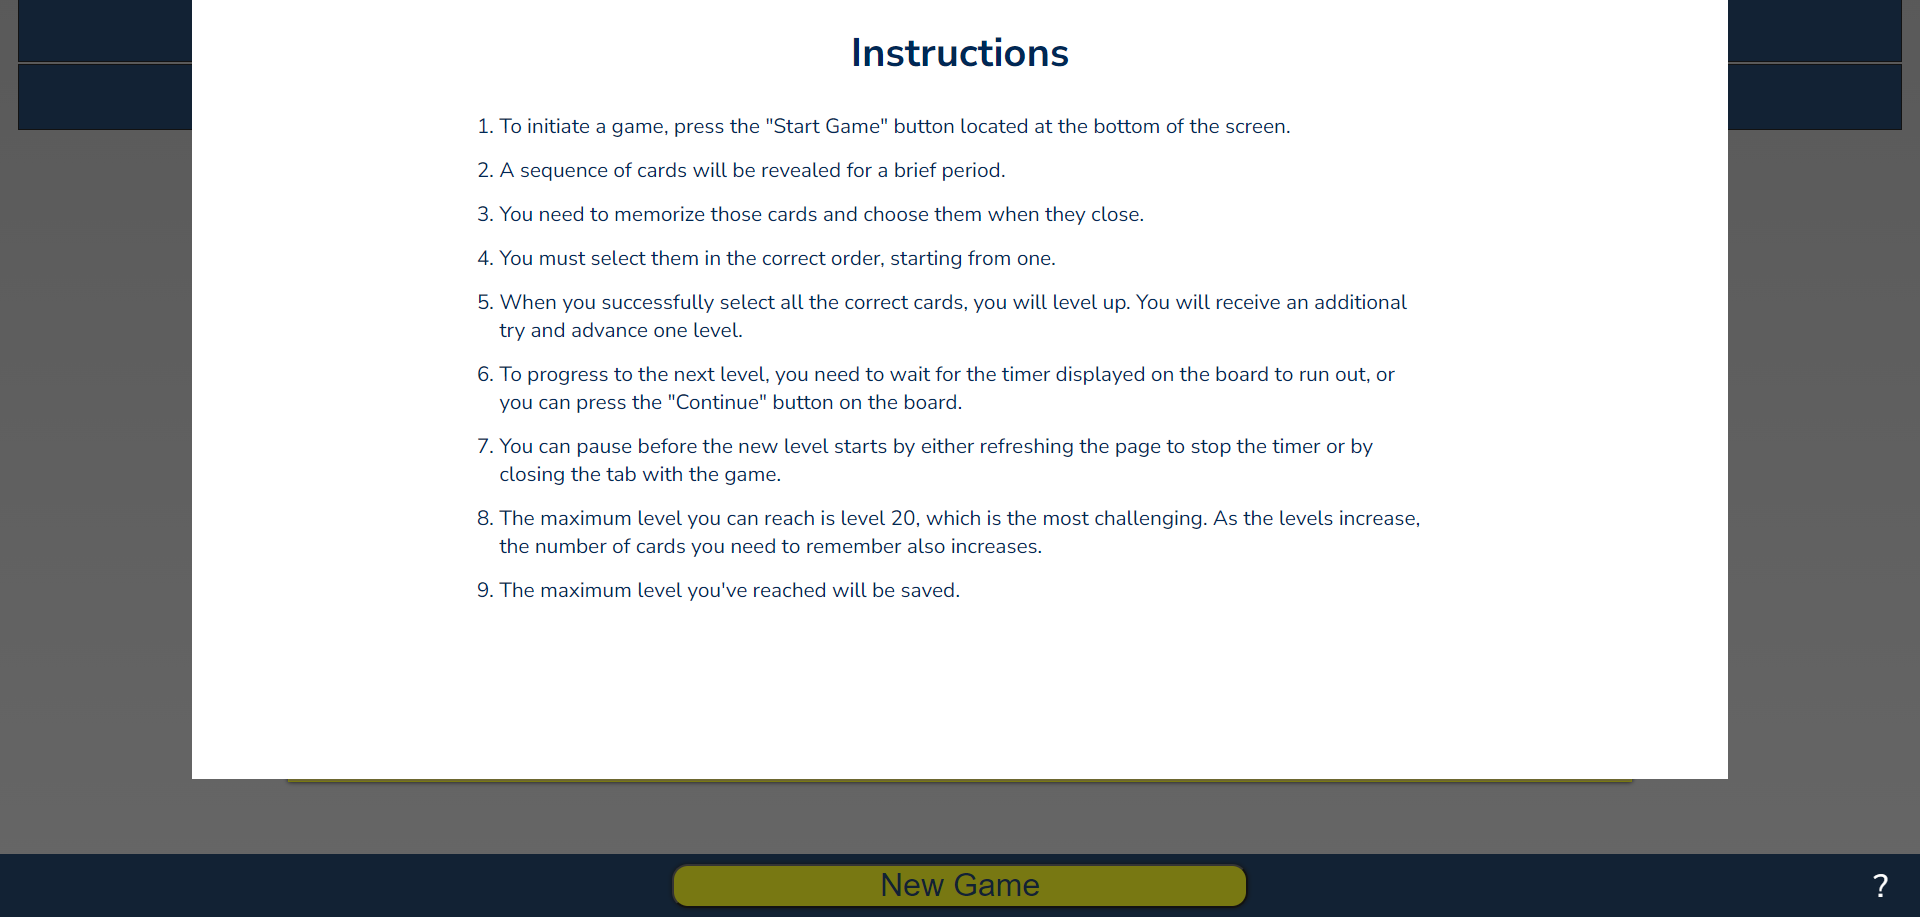 Instructions
1. To initiate a game, press the "Start Game" button located at the bottom of the screen.
2. A sequence of cards will be revealed for a brief period.
3. You need to memorize those cards and choose them when they close.
4. You must select them in the correct order, starting from one.
5. When you successfully select all the correct cards, you will level up. You will receive an additional
try and advance one level.
6. To progress to the next level, you need to wait for the timer displayed on the board to run out, or
you can press the "Continue" button on the board.
7. You can pause before the new level starts by either refreshing the page to stop the timer or by
closing the tab with the game.
8. The maximum level you can reach is level 20, which is the most challenging. As the levels increase,
the number of cards you need to remember also increases.
9. The maximum level you've reached will be saved.
New Game
?